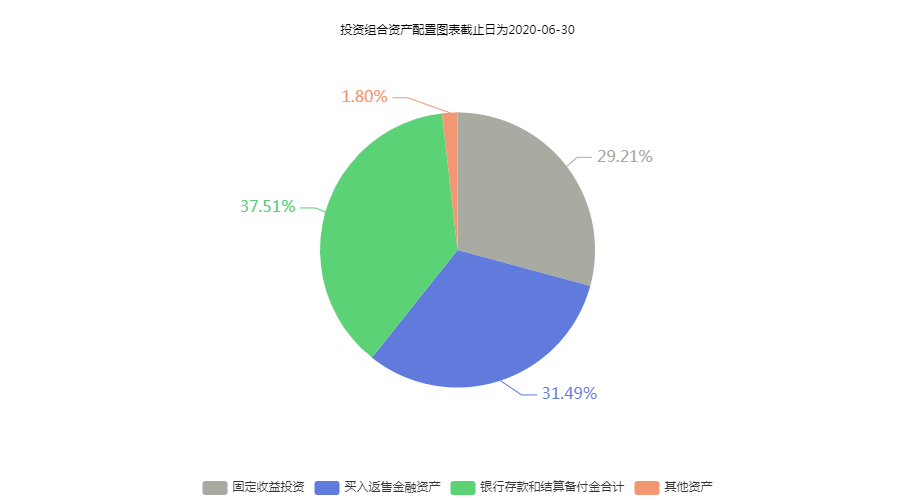 投资组合资产配置图表截止日为2020-06-30
1.80%
29.21%
37.51%
31.49%
固定收益投资 买入返售金融资产 银行存款和结算备付金合计 其他资产